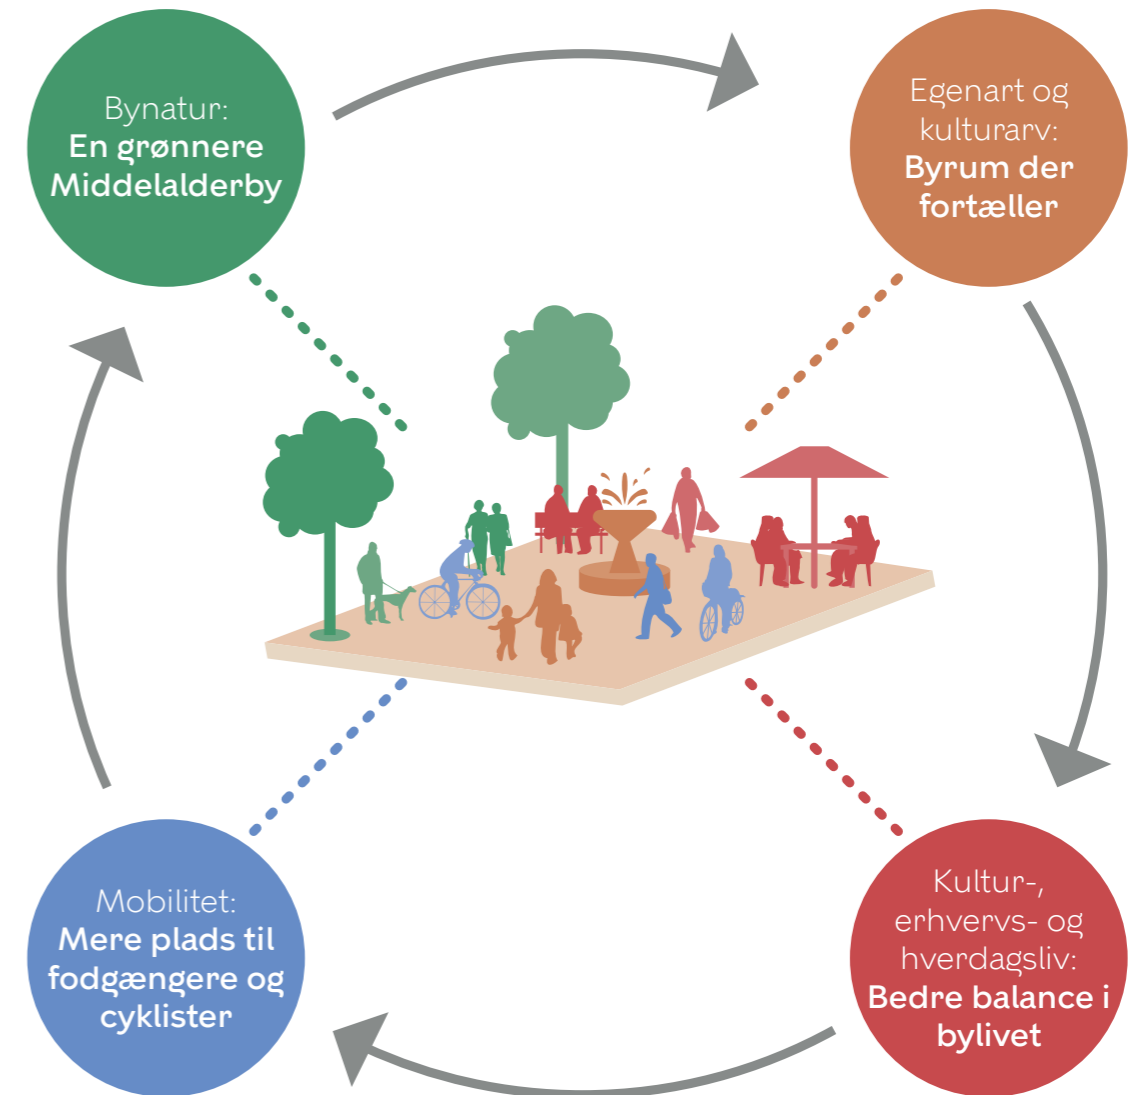 Bynatur:
En grønnere
Middelalderby
Egenart og
kulturarv:
Byrum der
fortæller
Kultur-,
erhvervs- og
hverdagsliv:
Bedre balance i
bylivet
Mobilitet:
Mere plads til
fodgængere og
cyklister